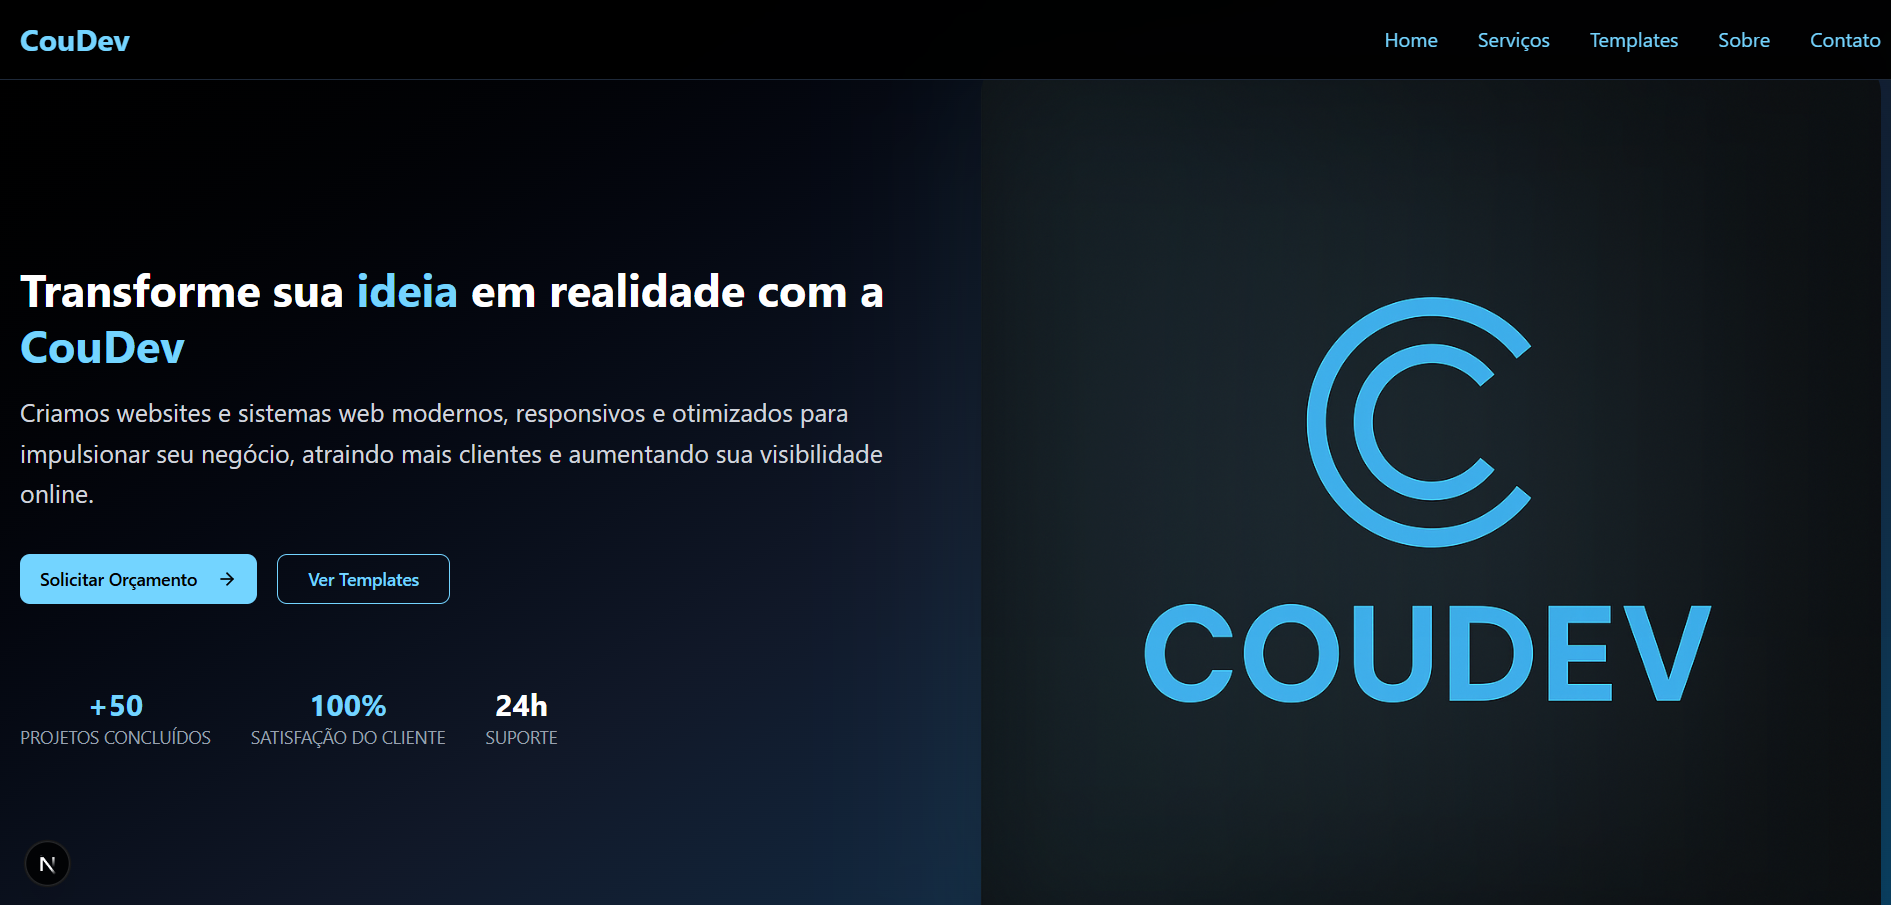 CouDev
Home Serviços Templates Sobre Contato
Transforme sua ideia em realidade com a
CouDev
Criamos websites e sistemas web modernos, responsivos e otimizados para
impulsionar seu negócio, atraindo mais clientes e aumentando sua visibilidade
online.
Solicitar Orçamento →
Ver Templates
+50
PROJETOS CONCLUÍDOS
100%
SATISFAÇÃO DO CLIENTE
24h
SUPORTE
N
COUDEV